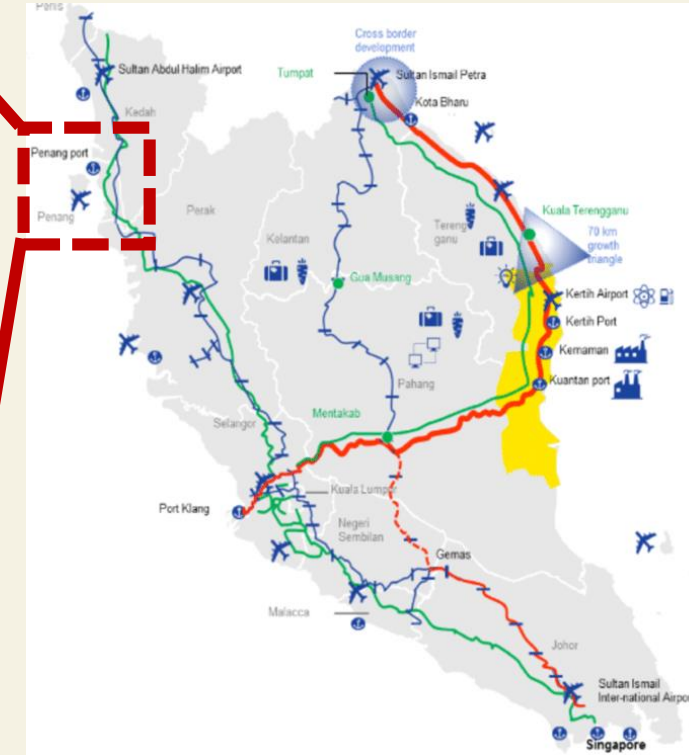 Perlis
Cross border
development
Sultan Abdul Halim Airport
Tumpat
Sultan Ismail Petra
Kedah
Kota Bharu
Penang port
Penang
Perak
Kelantan
Tereng
ganu
Kuala Terengganu
70 km
growth
triangle
Gua Musang
Kertih Airport
Kertih Port
Kemaman
Kuantan port
Pahang
Mentakab
Selangor
Port Klang
Kuala Lumpur
Negeri
Sembilan
Gemas
Malacca
Johor
Sultan Ismail
Inter-national Airpor
Singapore